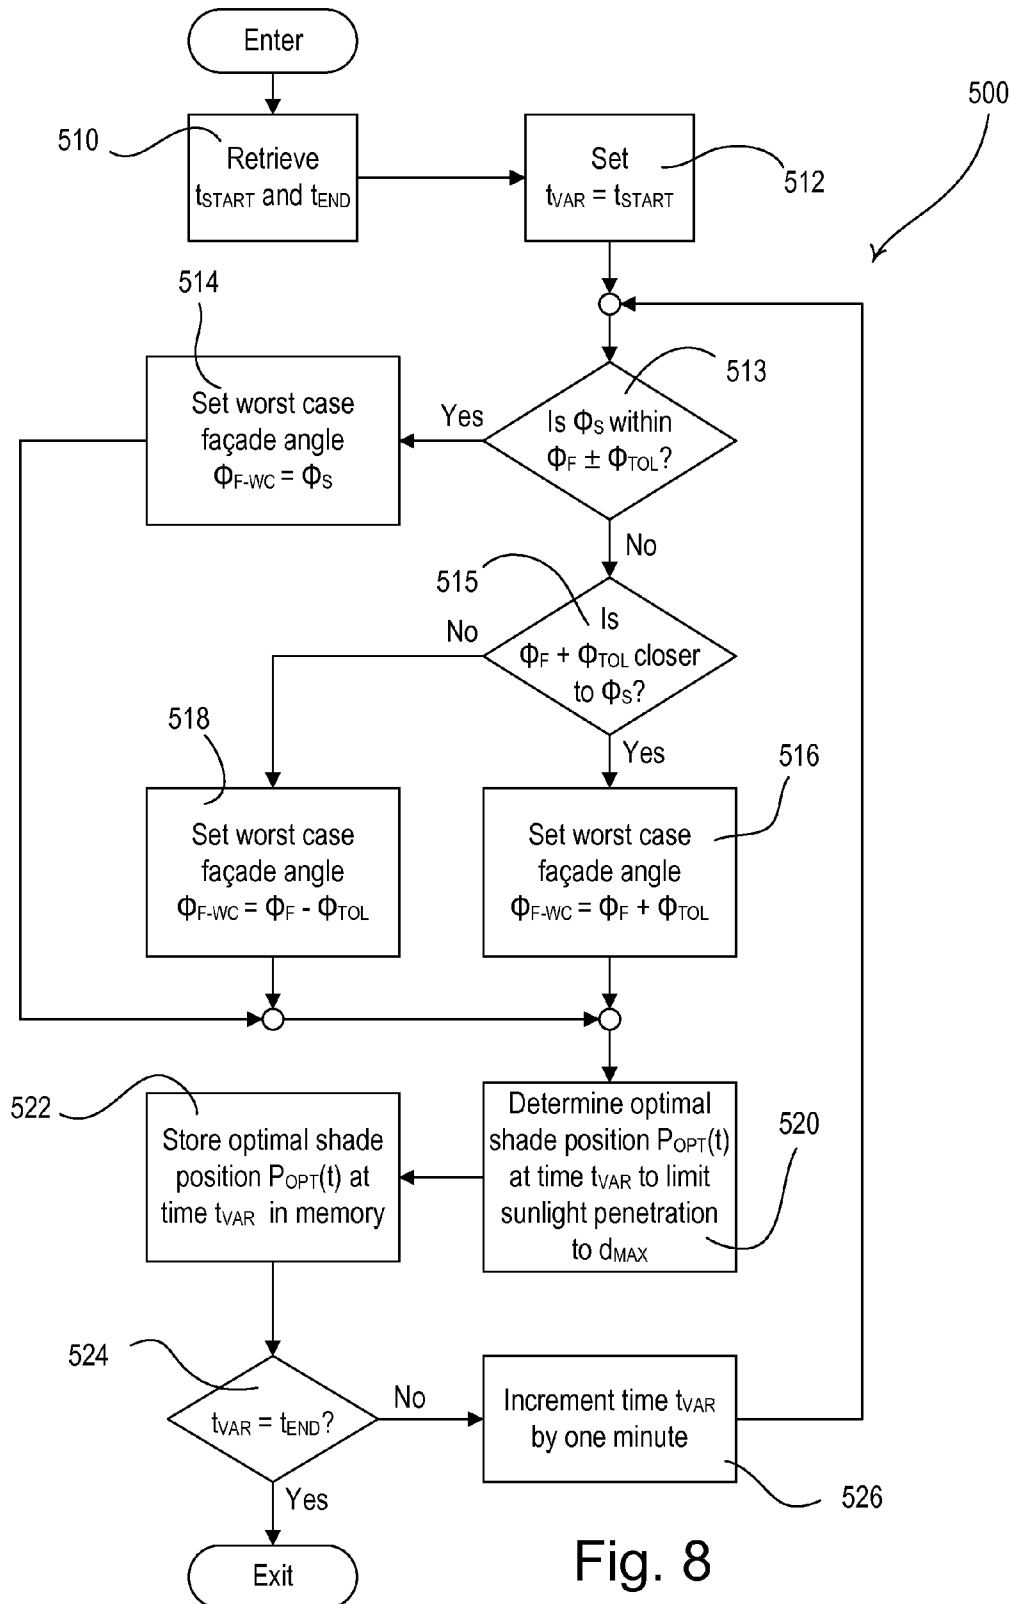 Enter
500
510
Retrieve
tSTART and tEND
Set
tVAR = tSTART
512
514
Set worst case
façade angle
ΦF-WC = ΦS
Yes
513
Is ΦS within
ΦF ± ΦTOL?
No
515
Is
ΦF + ΦTOL closer
to ΦS?
No
Yes
518
Set worst case
façade angle
ΦF-WC = ΦF - ΦTOL
516
Set worst case
façade angle
ΦF-WC = ΦF + ΦTOL
522
Store optimal shade
position POPT(t) at
time tVAR in memory
Determine optimal
shade position POPT(t)
at time tVAR to limit
sunlight penetration
to dMAX
520
524
tVAR = tEND?
No
Increment time tVAR
by one minute
526
Yes
Exit
Fig. 8